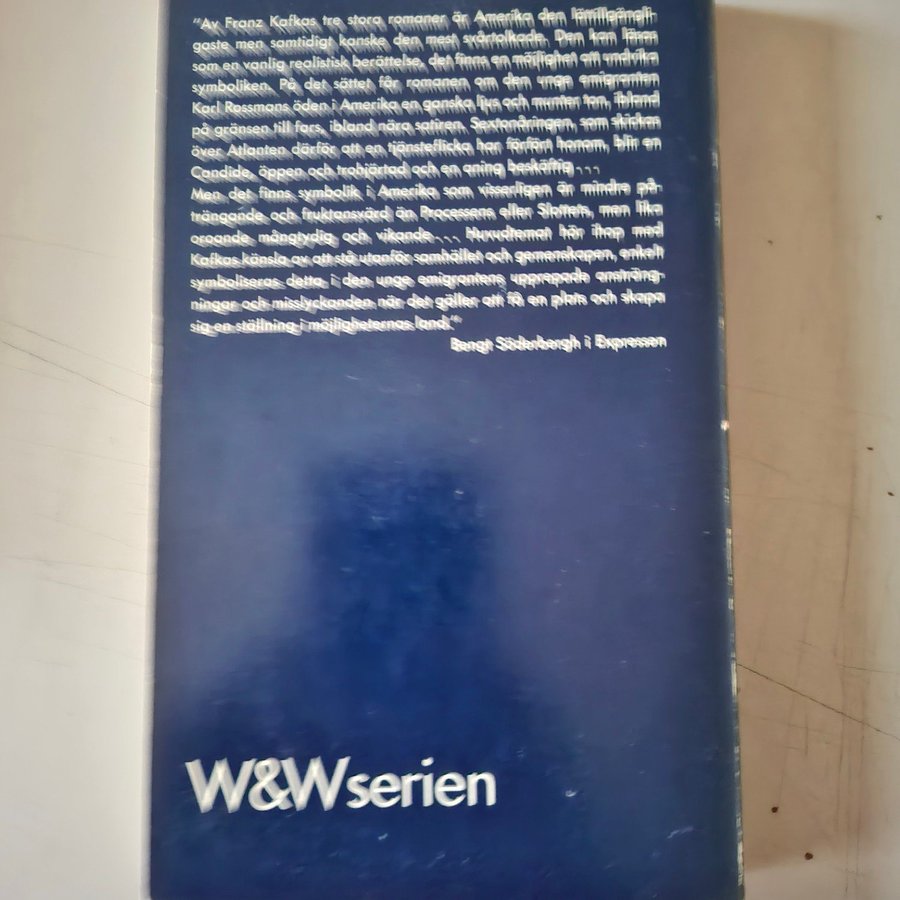 "Av Franz Kafkas tre stora romaner är Amerika den lättillgängli-
gaste men samtidigt kanske den mest svårtolkade. Den kan läsas
som en vanlig realistisk berättelse, det finns en möjlighet att undvika
symboliken. På det sättet får romanen om den unge emigranten
Karl Rossmans öden i Amerika en ganska ljus och munter ton, ibland
på gränsen till fars, ibland nära satiren. Sextonåringen, som skickas
över Atlanten därför att en tjänsteflicka har förfört honom, blir en
Candide, öppen och trohjärtad och en aning beskäftig...
Men det finns symbolik i Amerika som visserligen är mindre på-
trängande och fruktansvärd än Processens eller Slottets, men lika
oroande mångtydig och vikande... Huvudtemat hör ihop med
Kafkas känsla av att stå utanför samhället och gemenskapen, enkelt
symboliseras detta i den unge emigrantens upprepade ansträng-
ningar och misslyckanden när det gäller att få en plats och skapa
sig en ställning i möjligheternas land."
Bengt Söderbergh i Expressen
W&Wserien